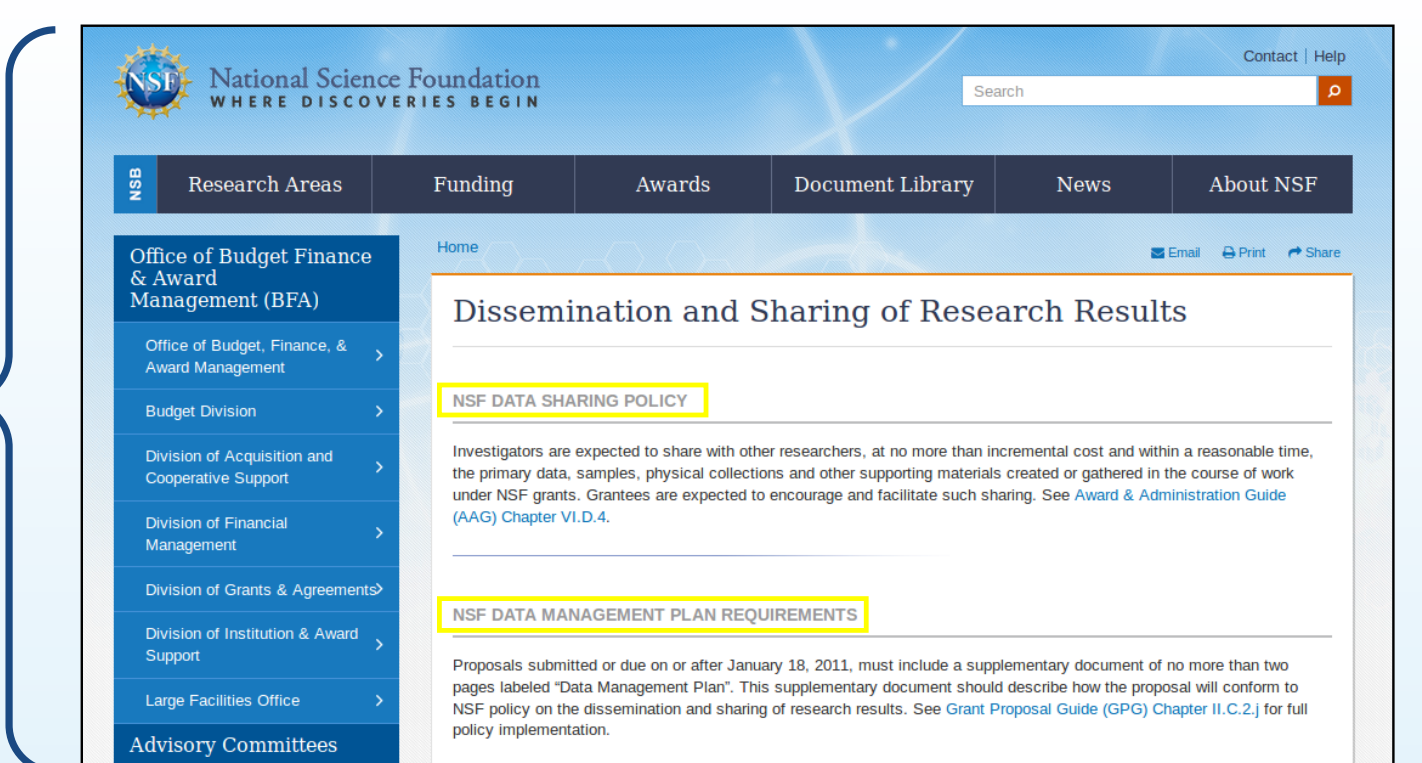 Contact | Help
NSF
National Science Foundation
WHERE DISCOVERIES BEGIN
Search
NSB
Research Areas
Funding
Awards
Document Library
News
About NSF
Office of Budget Finance
& Award
Management (BFA)
Office of Budget, Finance, &
Award Management
Budget Division
Division of Acquisition and
Cooperative Support
Division of Financial
Management
Division of Grants & Agreements
Division of Institution & Award
Support
Large Facilities Office
Advisory Committees
Home
Email
Print
Share
Dissemination and Sharing of Research Results
NSF DATA SHARING POLICY
Investigators are expected to share with other researchers, at no more than incremental cost and within a reasonable time,
the primary data, samples, physical collections and other supporting materials created or gathered in the course of work
under NSF grants. Grantees are expected to encourage and facilitate such sharing. See Award & Administration Guide
(AAG) Chapter VI.D.4.
NSF DATA MANAGEMENT PLAN REQUIREMENTS
Proposals submitted or due on or after January 18, 2011, must include a supplementary document of no more than two
pages labeled “Data Management Plan”. This supplementary document should describe how the proposal will conform to
NSF policy on the dissemination and sharing of research results. See Grant Proposal Guide (GPG) Chapter II.C.2.j for full
policy implementation.